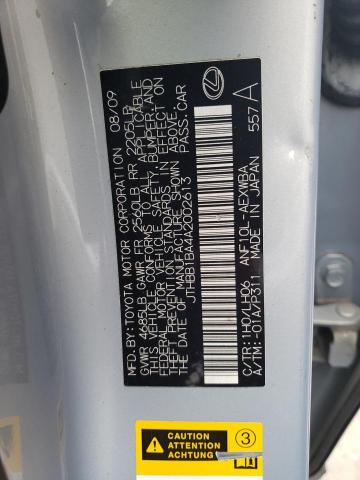 MFD. BY: TOYOTA MOTOR CORPORATION 08/09
GVWR 4680LB GAWR FR 2560LB RR 2205LB
THIS VEHICLE CONFORMS TO ALL APPLICABLE
FEDERAL MOTOR VEHICLE SAFETY, BUMPER, AND
THEFT PREVENTION STANDARDS IN EFFECT ON
THE DATE OF MANUFACTURE SHOWN ABOVE.
JTHBB1BA4A2002613 PASS. CAR
C/TR: 1H0/LH06 ANF10L-AEXWBA
A/TM: -01A/P311 MADE IN JAPAN 557 A
CAUTION
ATTENTION
ACHTUNG
3